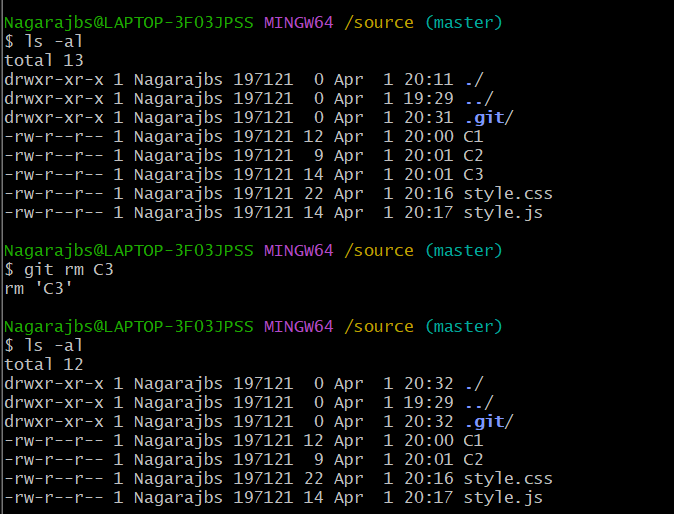 Nagarajbs@LAPTOP-3FO3JPSS MINGW64 /source (master)
$ ls -al
total 13
drwxr-xr-x 1 Nagarajbs 197121  0 Apr  1 20:11 ./
drwxr-xr-x 1 Nagarajbs 197121  0 Apr  1 19:29 ../
drwxr-xr-x 1 Nagarajbs 197121  0 Apr  1 20:31 .git/
-rw-r--r-- 1 Nagarajbs 197121 12 Apr  1 20:00 C1
-rw-r--r-- 1 Nagarajbs 197121  9 Apr  1 20:01 C2
-rw-r--r-- 1 Nagarajbs 197121 14 Apr  1 20:01 C3
-rw-r--r-- 1 Nagarajbs 197121 22 Apr  1 20:16 style.css
-rw-r--r-- 1 Nagarajbs 197121 14 Apr  1 20:17 style.js
Nagarajbs@LAPTOP-3FO3JPSS MINGW64 /source (master)
$ git rm C3
rm 'C3'
Nagarajbs@LAPTOP-3FO3JPSS MINGW64 /source (master)
$ ls -al
total 12
drwxr-xr-x 1 Nagarajbs 197121  0 Apr  1 20:32 ./
drwxr-xr-x 1 Nagarajbs 197121  0 Apr  1 19:29 ../
drwxr-xr-x 1 Nagarajbs 197121  0 Apr  1 20:32 .git/
-rw-r--r-- 1 Nagarajbs 197121 12 Apr  1 20:00 C1
-rw-r--r-- 1 Nagarajbs 197121  9 Apr  1 20:01 C2
-rw-r--r-- 1 Nagarajbs 197121 22 Apr  1 20:16 style.css
-rw-r--r-- 1 Nagarajbs 197121 14 Apr  1 20:17 style.js